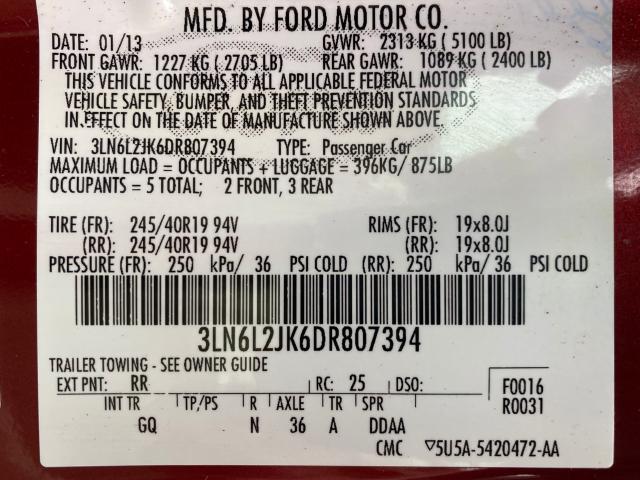 MFD. BY FORD MOTOR CO.
DATE: 01/13 GVWR: 2313 KG ( 5100 LB)
FRONT GAWR: 1227 KG ( 2705 LB) REAR GAWR: 1089 KG ( 2400 LB)
THIS VEHICLE CONFORMS TO ALL APPLICABLE FEDERAL MOTOR
VEHICLE SAFETY, BUMPER, AND THEFT PREVENTION STANDARDS
IN EFFECT ON THE DATE OF MANUFACTURE SHOWN ABOVE.
VIN: 3LN6L2JK6DR807394 TYPE: Passenger Car
MAXIMUM LOAD = OCCUPANTS + LUGGAGE = 396KG/ 875LB
OCCUPANTS = 5 TOTAL; 2 FRONT, 3 REAR
TIRE (FR): 245/40R19 94V RIMS (FR): 19x8.0J
(RR): 245/40R19 94V (RR): 19x8.0J
PRESSURE (FR): 250 kPa/ 36 PSI COLD (RR): 250 kPa/ 36 PSI COLD
3LN6L2JK6DR807394
TRAILER TOWING - SEE OWNER GUIDE
EXT PNT: RR RC: 25 DSO: F0016
INT TR TP/PS R AXLE TR SPR R0031
GQ N 36 A DDAA
CMC ▽5U5A-5420472-AA